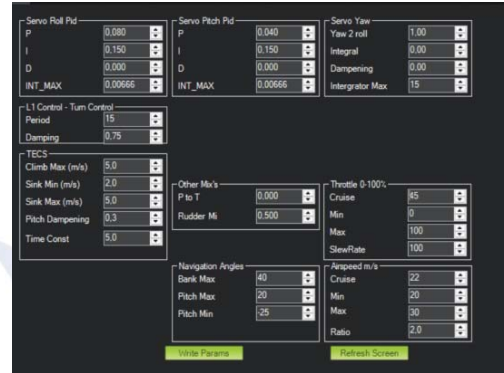 Servo Roll Pid
P 0,080
I 0.150
D 0,000
INT_MAX 0,00666
Servo Pitch Pid
P 0,040
I 0.150
D 0.000
INT_MAX 0,00666
Servo Yaw
Yaw 2 roll 1.00
Integral 0.00
Dampening 0.00
Intergrator Max 15
L1 Control - Turn Control
Period 15
Damping 0,75
TECS
Climb Max (m/s) 5,0
Sink Min (m/s) 2,0
Sink Max (m/s) 5,0
Pitch Dampening 0,3
Time Const 5,0
Other Mix's
P to T 0,000
Rudder Mi 0.500
Throttle 0-100%
Cruise 45
Min 0
Max 100
SlewRate 100
Navigation Angles
Bank Max 40
Pitch Max 20
Pitch Min -25
Airspeed m/s
Cruise 22
Min 20
Max 30
Ratio 2,0
Write Params
Refresh Screen